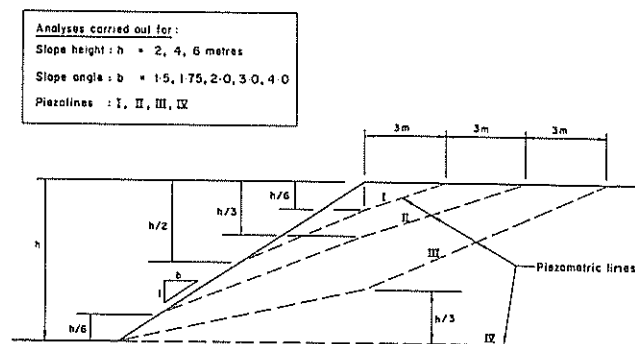 Analyses carried out for:
Slope height : h = 2, 4, 6 metres
Slope angle : b = 1·5, 1·75, 2·0, 3·0, 4·0
Piezolines : I, II, III, IV
3m 3m 3m
h/6
h/3
h/2
h
I
II
III
Piezometric lines
b
1
h/6
h/3
IV